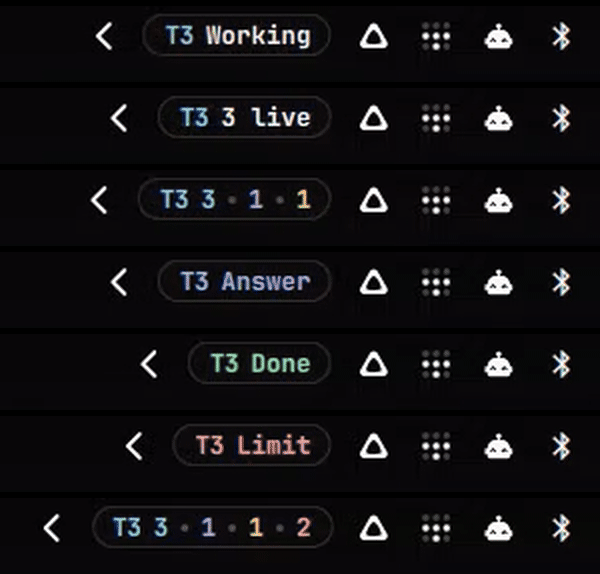 T3 Working
T3 3 live
T3 3 • 1 • 1
T3 Answer
T3 Done
T3 Limit
T3 3 • 1 • 1 • 2